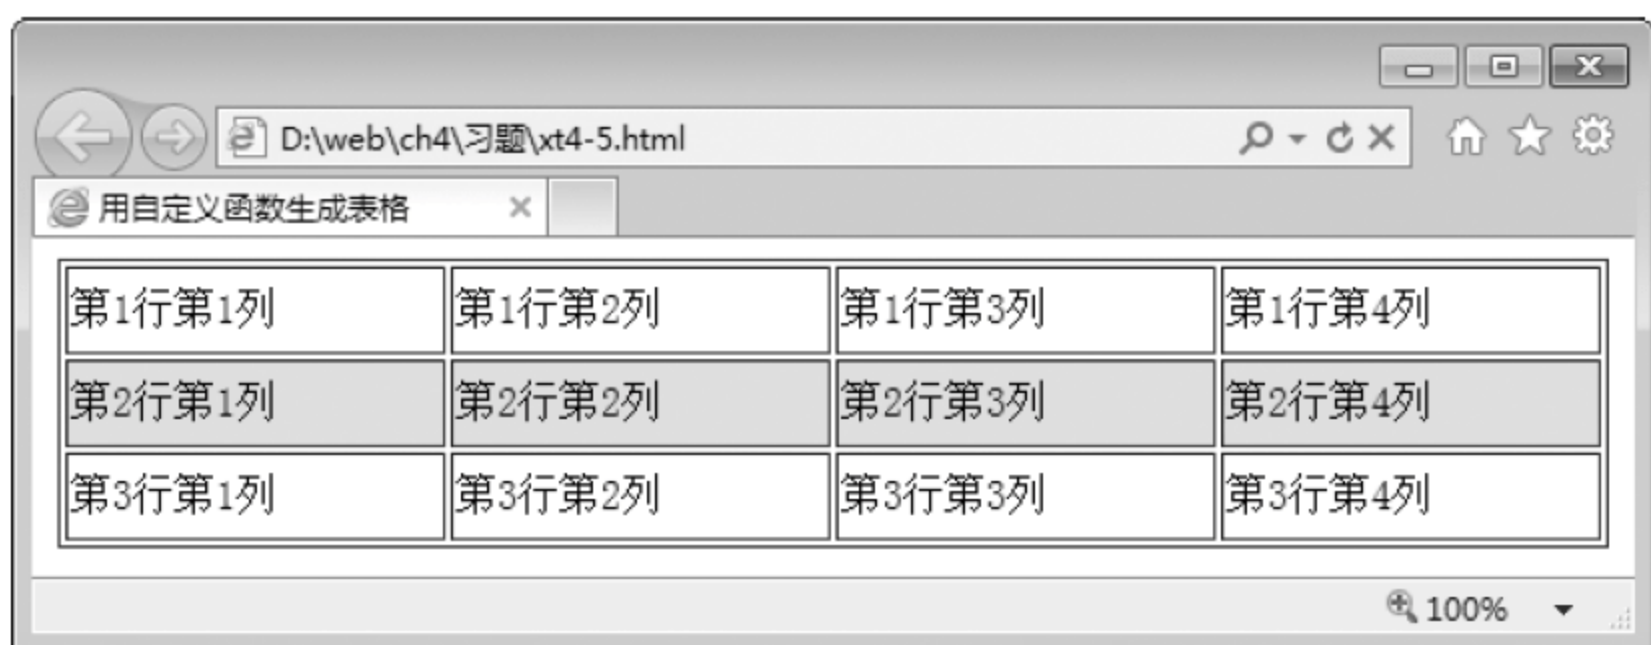 D:\web\ch4\习题\xt4-5.html
用自定义函数生成表格
第1行第1列 第1行第2列 第1行第3列 第1行第4列
第2行第1列 第2行第2列 第2行第3列 第2行第4列
第3行第1列 第3行第2列 第3行第3列 第3行第4列
100%